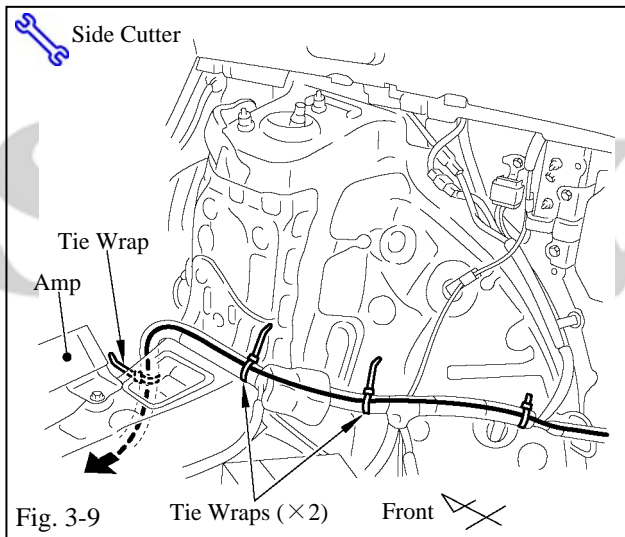 Side Cutter
Tie Wrap
Amp
Fig. 3-9
Tie Wraps (×2)
Front